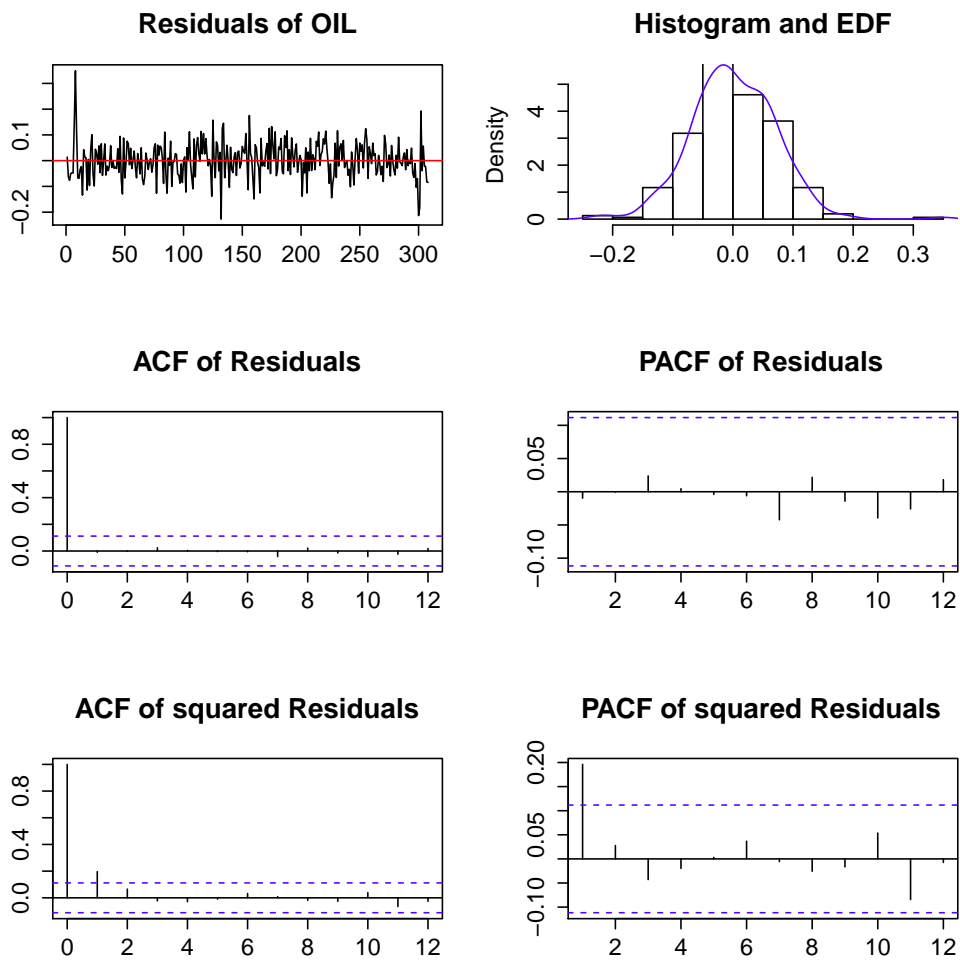 Residuals of OIL
0.1
−0.2
0 50 100 150 200 250 300
Histogram and EDF
Density
4
2
0
−0.2 0.0 0.1 0.2 0.3
ACF of Residuals
0.8
0.4
0.0
0 2 4 6 8 10 12
PACF of Residuals
0.05
−0.10
2 4 6 8 10 12
ACF of squared Residuals
0.8
0.4
0.0
0 2 4 6 8 10 12
PACF of squared Residuals
0.20
0.05
−0.10
2 4 6 8 10 12